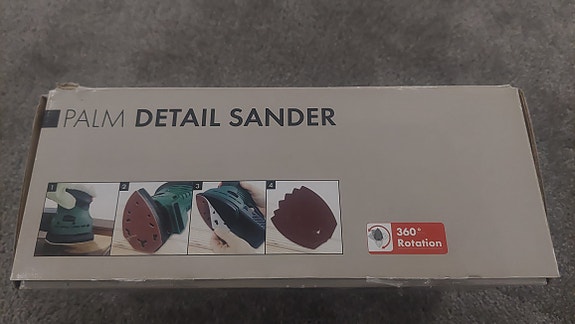 PALM DETAIL SANDER
1 2 3 4
360°
Rotation